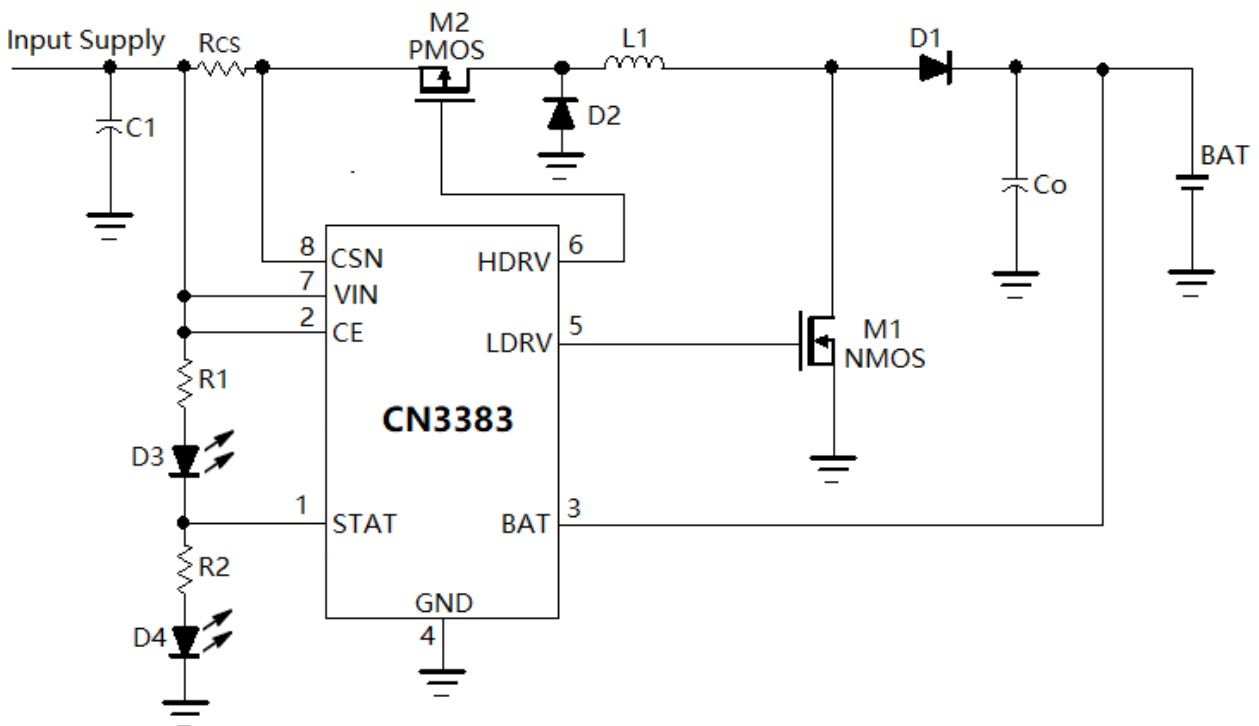 Input Supply
Rcs
M2
PMOS
L1
D1
C1
D2
Co
BAT
8
CSN
HDRV
6
7
VIN
2
CE
LDRV
5
M1
NMOS
R1
CN3383
D3
1
STAT
BAT
3
R2
GND
D4
4